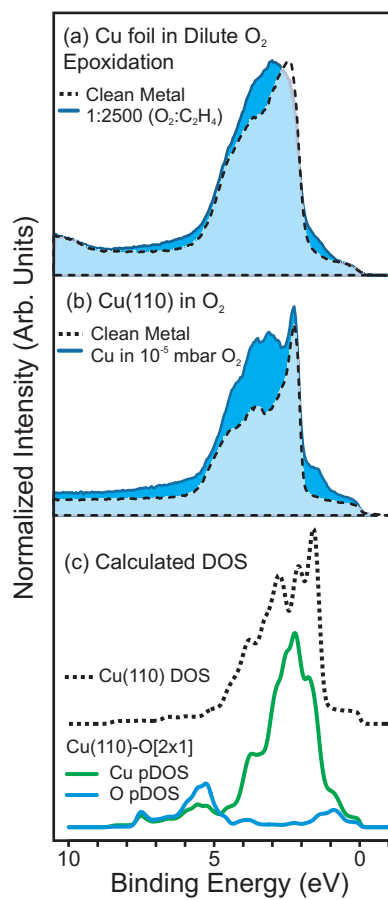 (a) Cu foil in Dilute O₂
Epoxidation
Clean Metal
1:2500 (O₂:C₂H₄)
(b) Cu(110) in O₂
Clean Metal
Cu in 10⁻⁵ mbar O₂
(c) Calculated DOS
Cu(110) DOS
Cu(110)-O[2x1]
Cu pDOS
O pDOS
Normalized Intensity (Arb. Units)
10 5 0
Binding Energy (eV)